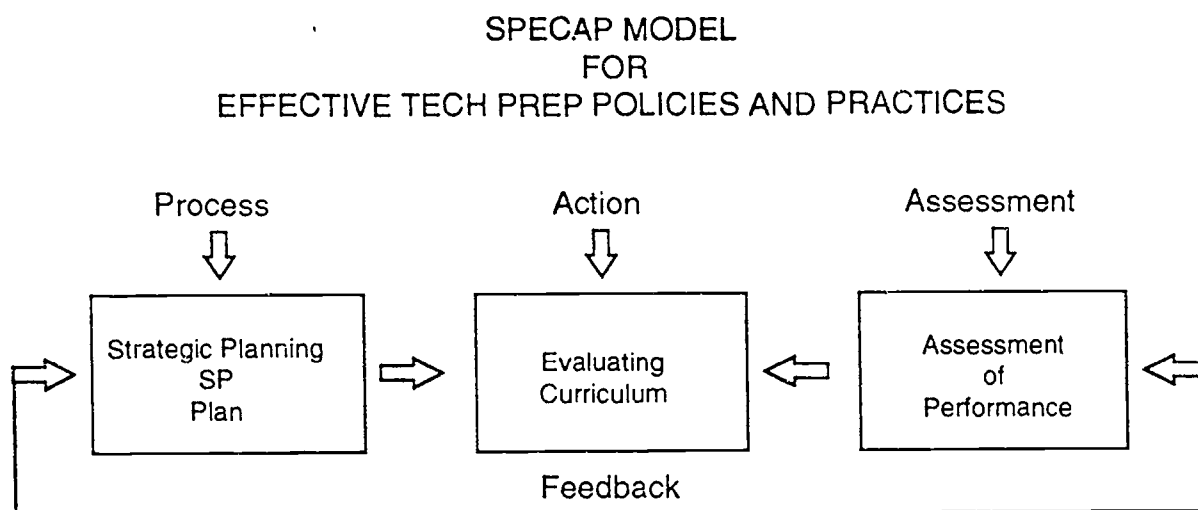 SPECAP MODEL
FOR
EFFECTIVE TECH PREP POLICIES AND PRACTICES
Process
Action
Assessment
Strategic Planning
SP
Plan
Evaluating
Curriculum
Assessment
of
Performance
Feedback